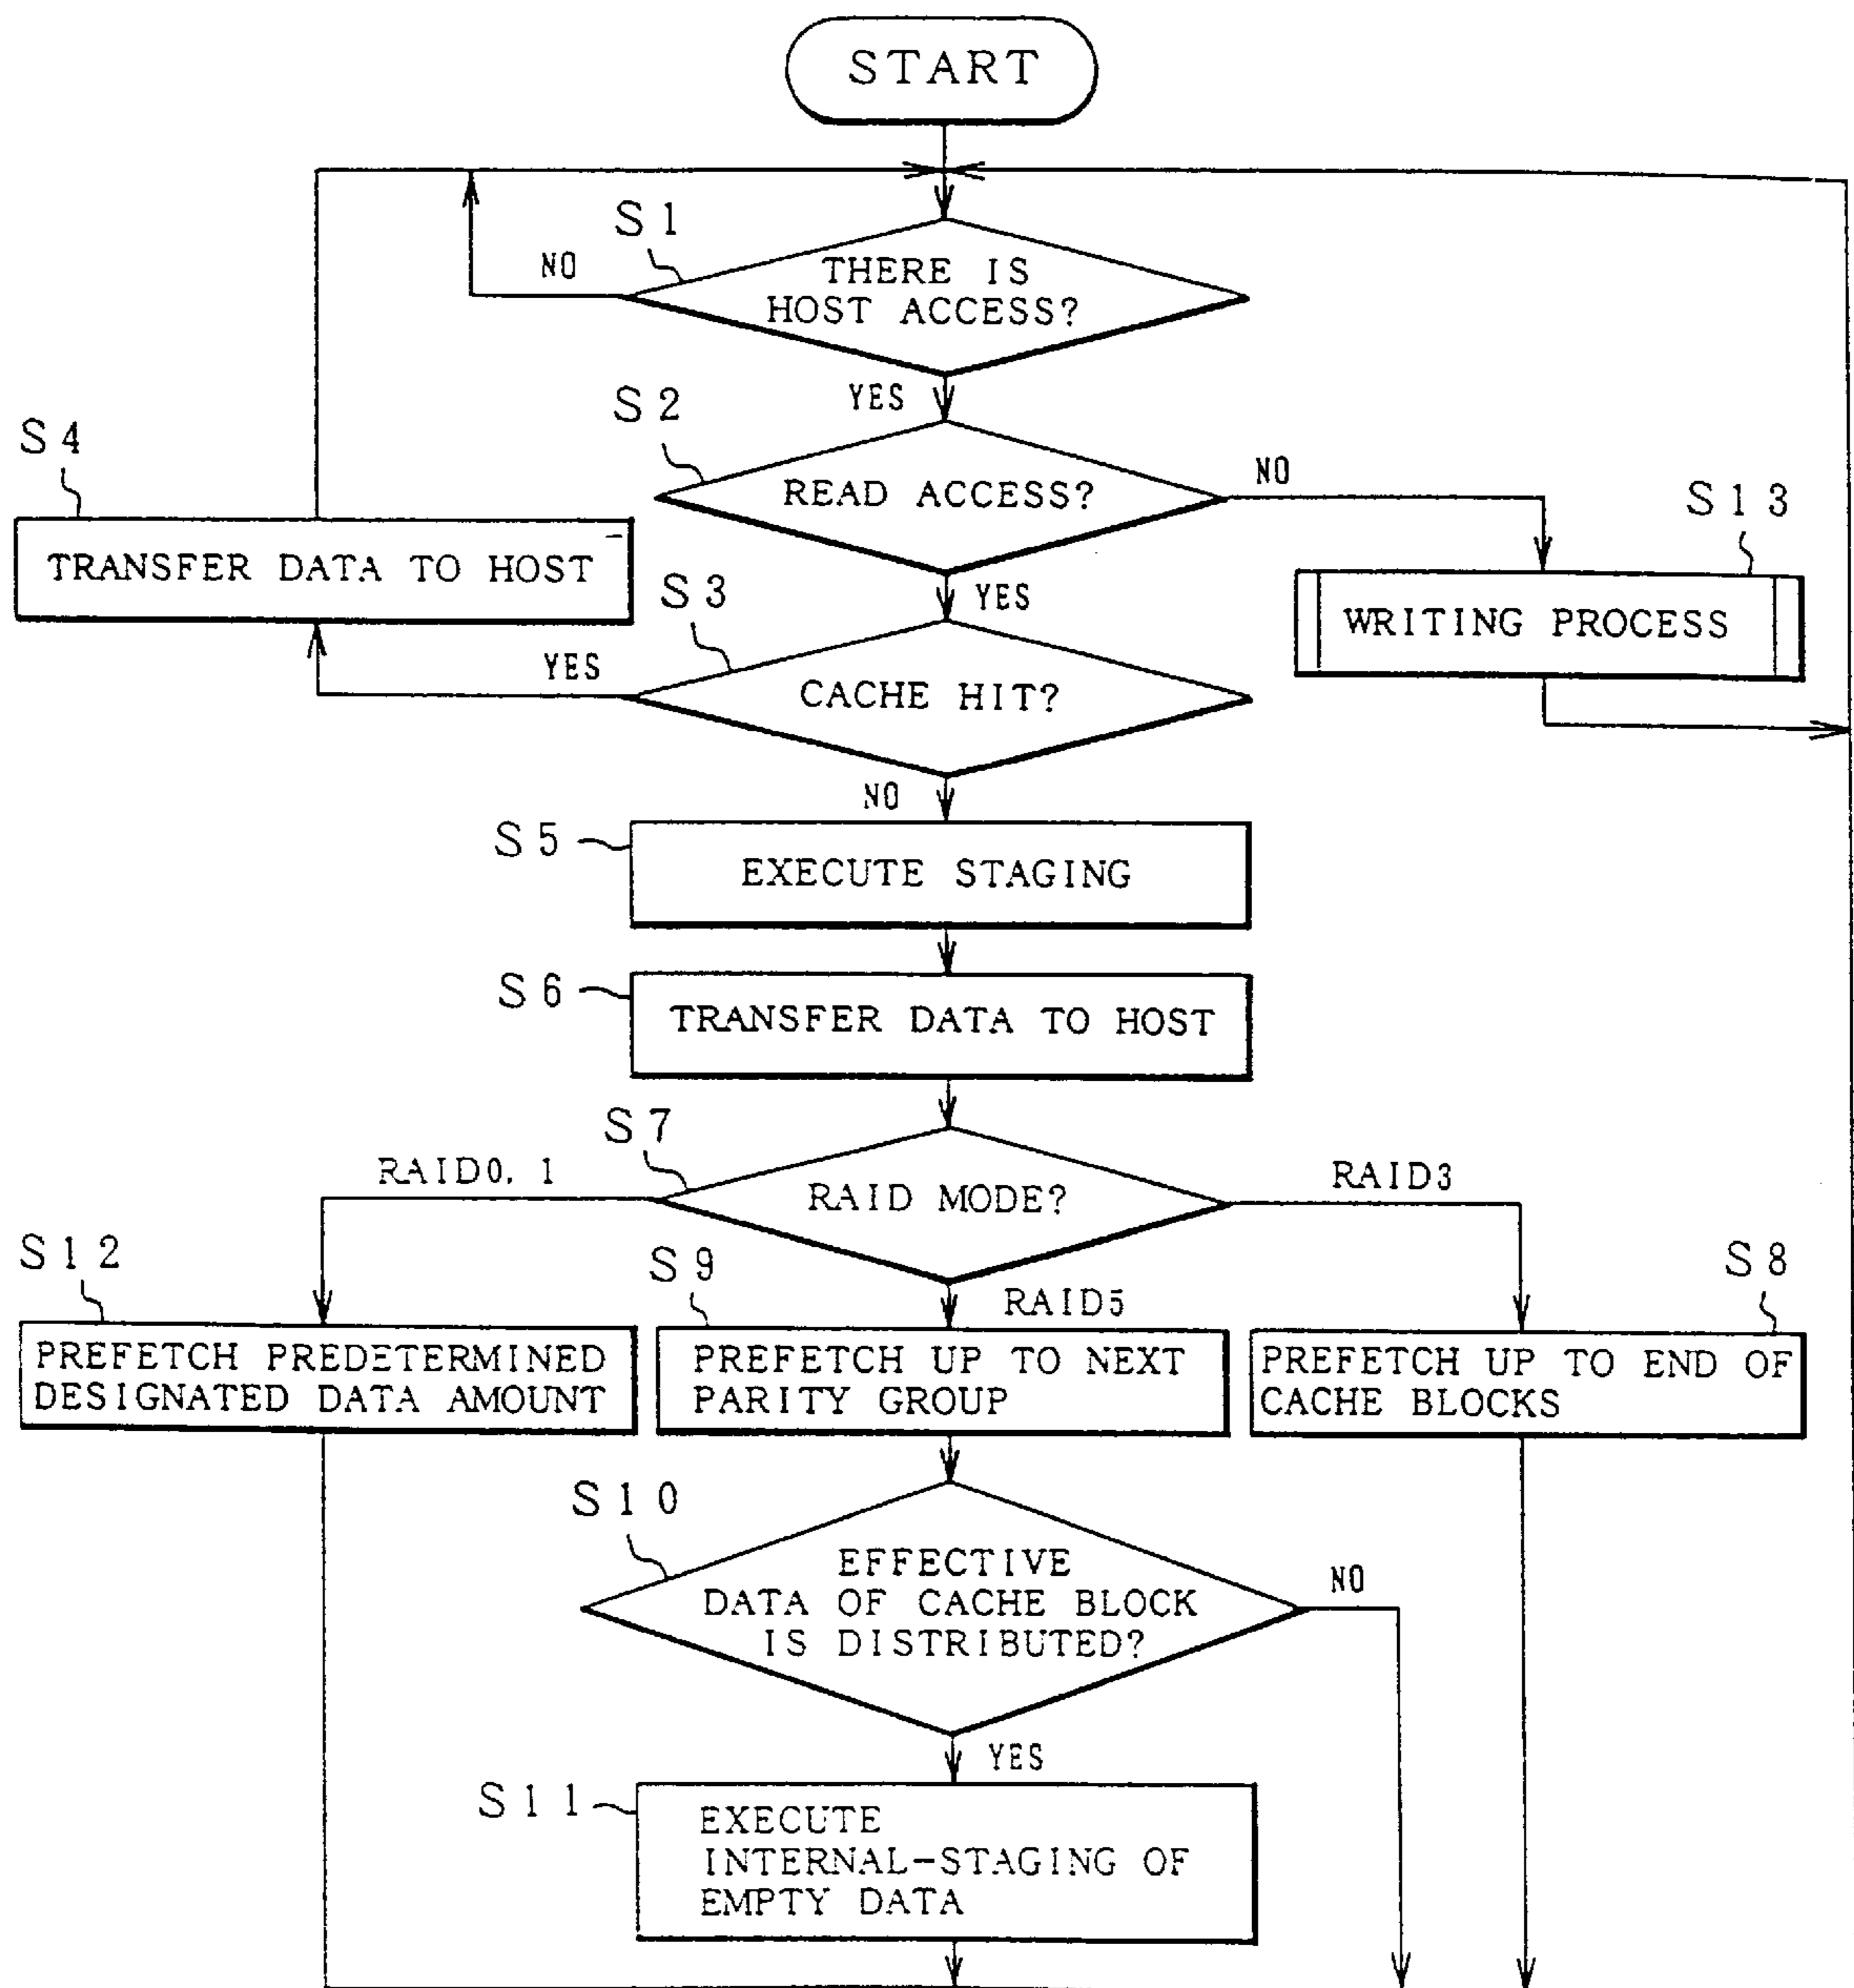 START
S1
THERE IS
HOST ACCESS?
NO
YES
S2
READ ACCESS?
NO
YES
S4
TRANSFER DATA TO HOST
S13
WRITING PROCESS
S3
CACHE HIT?
YES
NO
S5
EXECUTE STAGING
S6
TRANSFER DATA TO HOST
S7
RAID MODE?
RAID0, 1
RAID3
RAID5
S12
PREFETCH PREDETERMINED
DESIGNATED DATA AMOUNT
S9
PREFETCH UP TO NEXT
PARITY GROUP
S8
PREFETCH UP TO END OF
CACHE BLOCKS
S10
EFFECTIVE
DATA OF CACHE BLOCK
IS DISTRIBUTED?
NO
YES
S11
EXECUTE
INTERNAL-STAGING OF
EMPTY DATA